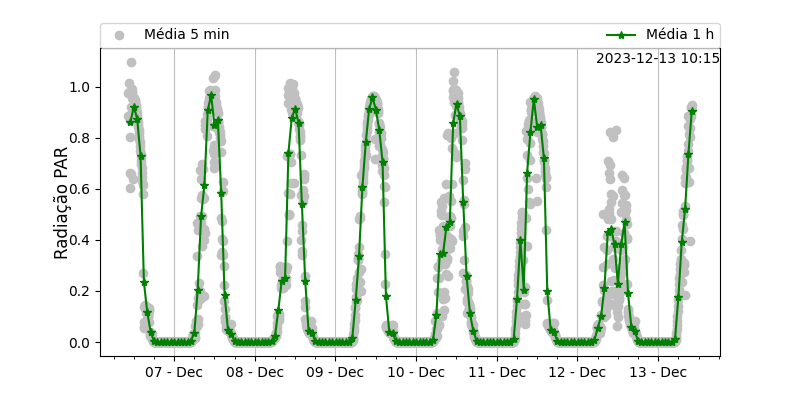 Média 5 min
Média 1 h
2023-12-13 10:15
Radiação PAR
1.0
0.8
0.6
0.4
0.2
0.0
07 - Dec
08 - Dec
09 - Dec
10 - Dec
11 - Dec
12 - Dec
13 - Dec